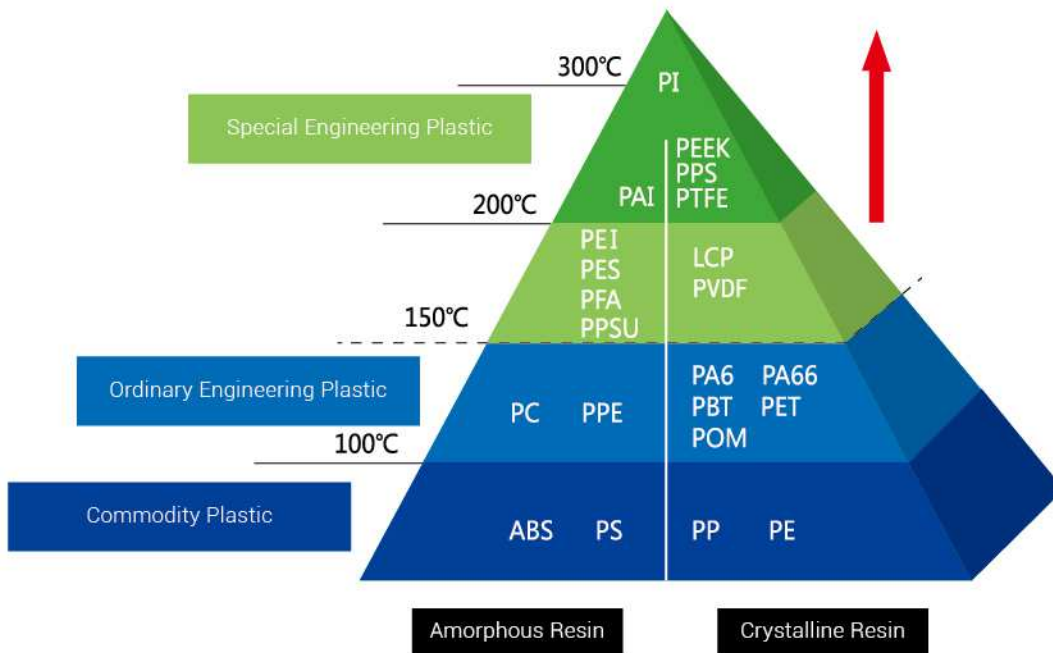 300℃
PI
Special Engineering Plastic
PEEK
PPS
PAI PTFE
200℃
PEI
PES
PFA
PPSU
LCP
PVDF
150℃
Ordinary Engineering Plastic
PC PPE
PA6 PA66
PBT PET
POM
100℃
Commodity Plastic
ABS PS PP PE
Amorphous Resin Crystalline Resin